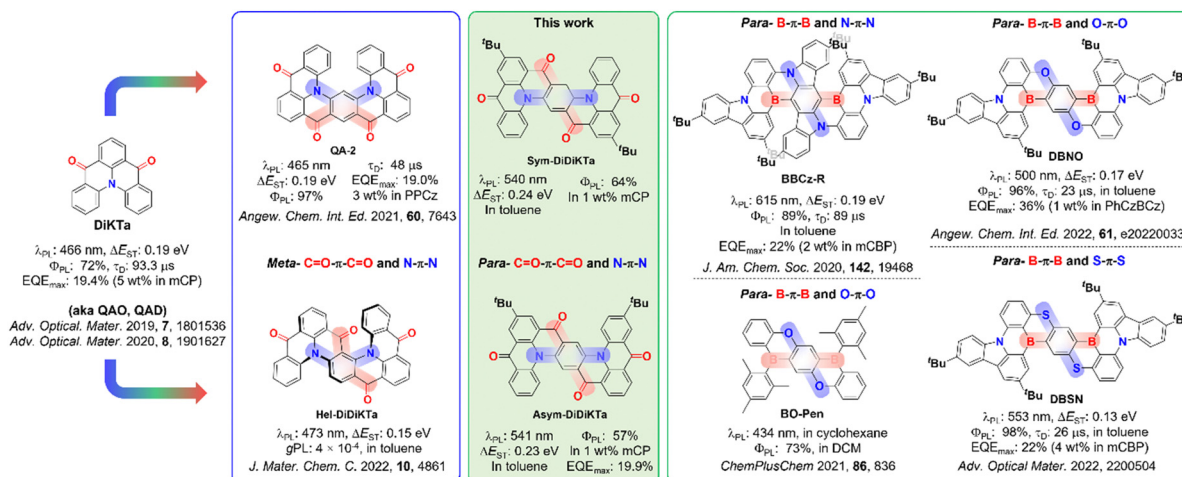 O
O
N
DiKTa
λPL: 466 nm, ΔEST: 0.19 eV
ΦPL: 72%, τD: 93.3 μs
EQEmax: 19.4% (5 wt% in mCP)
(aka QAO, QAD)
Adv. Optical. Mater. 2019, 7, 1801536
Adv. Optical. Mater. 2020, 8, 1901627
O
O
N
N
O
O
QA-2
λPL: 465 nm τD: 48 μs
ΔEST: 0.19 eV EQEmax: 19.0%
ΦPL: 97% 3 wt% in PPCz
Angew. Chem. Int. Ed. 2021, 60, 7643
Meta- C=O-π-C=O and N-π-N
O
O
O
N
N
O
Hel-DiDiKTa
λPL: 473 nm, ΔEST: 0.15 eV
gPL: 4 × 10⁻⁴, in toluene
J. Mater. Chem. C. 2022, 10, 4861
This work
tBu
O
O
N
N
O
O
tBu
Sym-DiDiKTa
λPL: 540 nm ΦPL: 64%
ΔEST: 0.24 eV In 1 wt% mCP
In toluene
Para- C=O-π-C=O and N-π-N
tBu
tBu
O
O
N
N
O
O
Asym-DiDiKTa
λPL: 541 nm ΦPL: 57%
ΔEST: 0.23 eV In 1 wt% mCP
In toluene EQEmax: 19.9%
Para- B-π-B and N-π-N
tBu
tBu
N
N
B
B
N
N
tBu
tBu
BBCz-R
λPL: 615 nm, ΔEST: 0.19 eV
ΦPL: 89%, τD: 89 μs
In toluene
EQEmax: 22% (2 wt% in mCBP)
J. Am. Chem. Soc. 2020, 142, 19468
Para- B-π-B and O-π-O
O
B
B
O
BO-Pen
λPL: 434 nm, in cyclohexane
ΦPL: 73%, in DCM
ChemPlusChem 2021, 86, 836
Para- B-π-B and O-π-O
tBu
tBu
O
N
B
B
N
O
tBu
tBu
DBNO
λPL: 500 nm, ΔEST: 0.17 eV
ΦPL: 96%, τD: 23 μs, in toluene
EQEmax: 36% (1 wt% in PhCzBCz)
Angew. Chem. Int. Ed. 2022, 61, e20220033
Para- B-π-B and S-π-S
tBu
tBu
S
N
B
B
N
S
tBu
tBu
DBSN
λPL: 553 nm, ΔEST: 0.13 eV
ΦPL: 98%, τD: 26 μs, in toluene
EQEmax: 22% (4 wt% in mCBP)
Adv. Optical Mater. 2022, 2200504